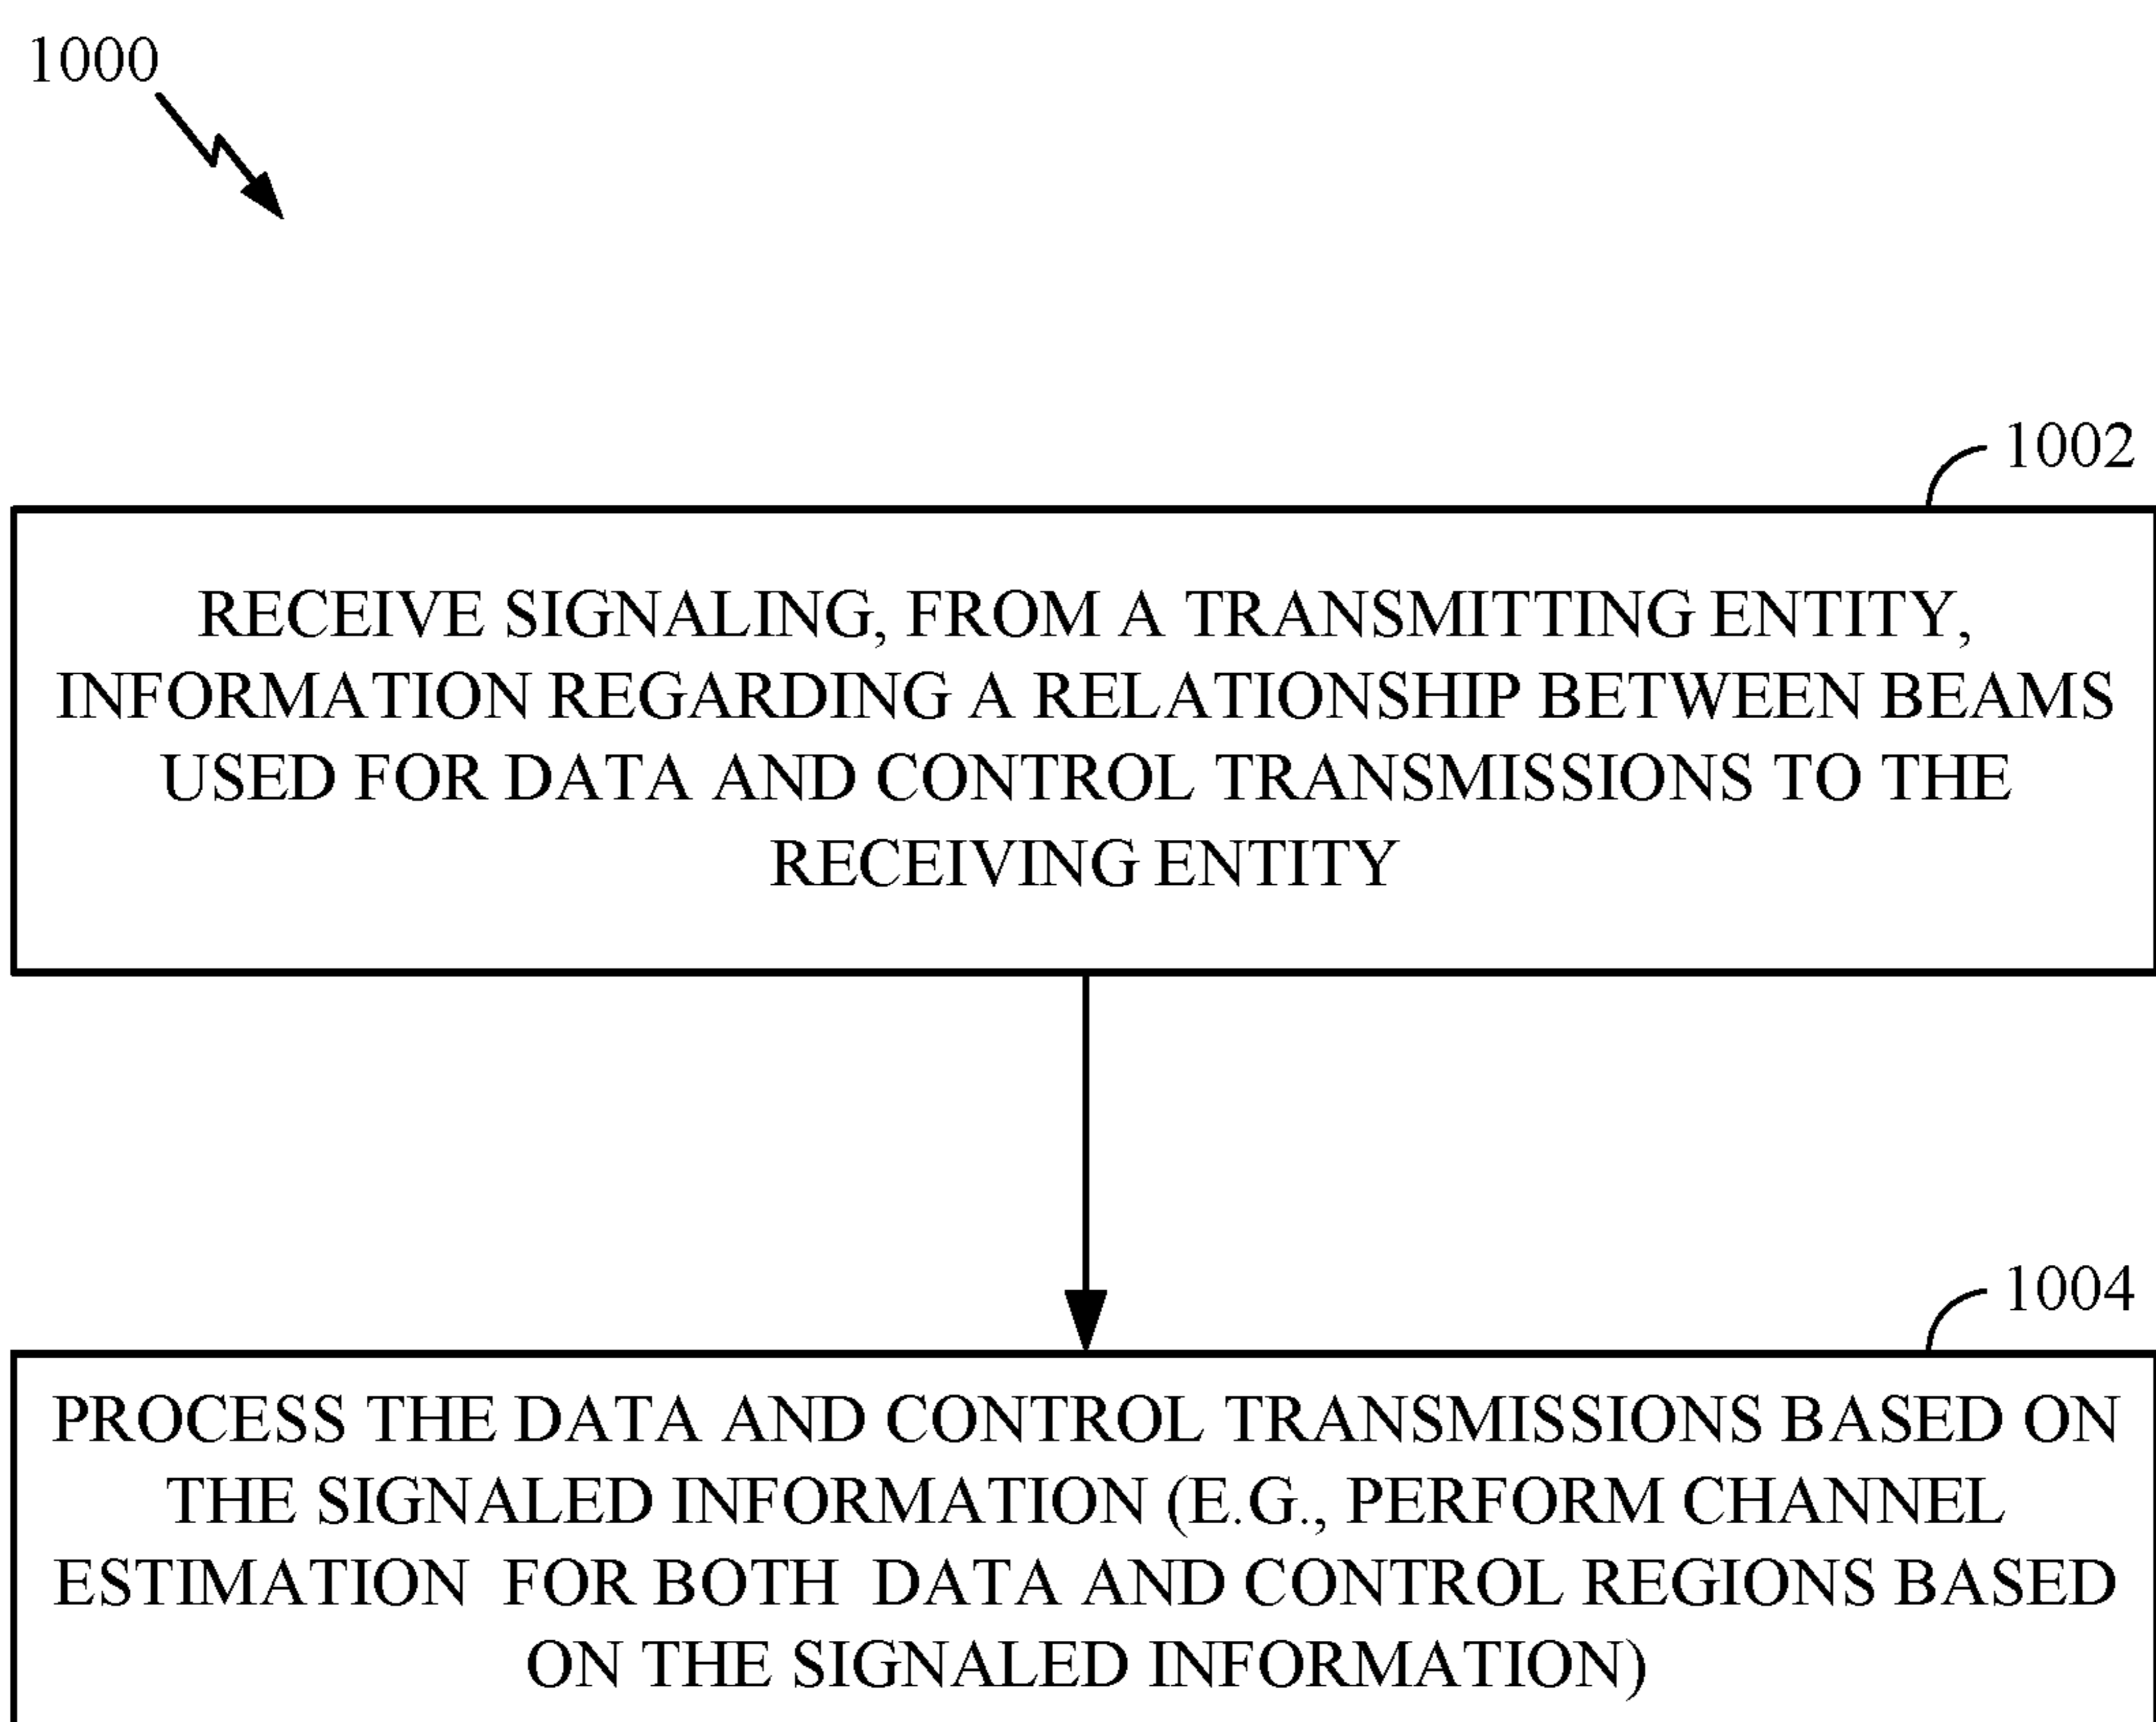 1000
1002
RECEIVE SIGNALING, FROM A TRANSMITTING ENTITY,
INFORMATION REGARDING A RELATIONSHIP BETWEEN BEAMS
USED FOR DATA AND CONTROL TRANSMISSIONS TO THE
RECEIVING ENTITY
1004
PROCESS THE DATA AND CONTROL TRANSMISSIONS BASED ON
THE SIGNALED INFORMATION (E.G., PERFORM CHANNEL
ESTIMATION FOR BOTH DATA AND CONTROL REGIONS BASED
ON THE SIGNALED INFORMATION)